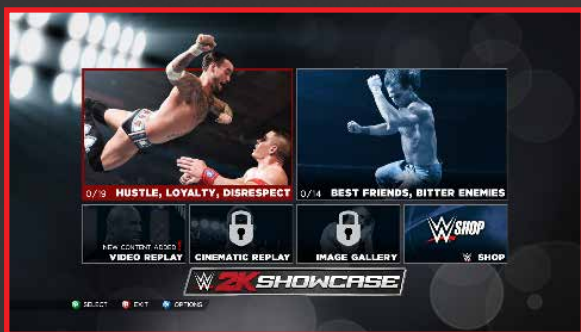 0/19 HUSTLE, LOYALTY, DISRESPECT
0/14 BEST FRIENDS, BITTER ENEMIES
NEW CONTENT ADDED!
VIDEO REPLAY
CINEMATIC REPLAY
IMAGE GALLERY
W SHOP
W SHOP
W 2K SHOWCASE
SELECT EXIT OPTIONS